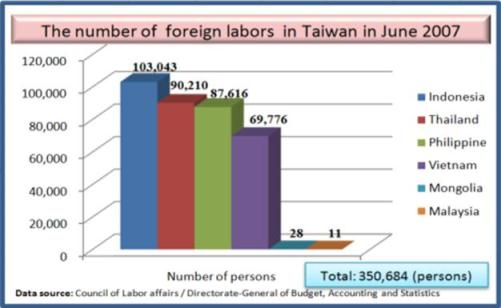 The number of foreign labors in Taiwan in June 2007
120,000
100,000
80,000
60,000
40,000
20,000
0
103,043
90,210
87,616
69,776
28
11
Indonesia
Thailand
Philippine
Vietnam
Mongolia
Malaysia
Number of persons
Total: 350,684 (persons)
Data source: Council of Labor affairs / Directorate-General of Budget, Accounting and Statistics